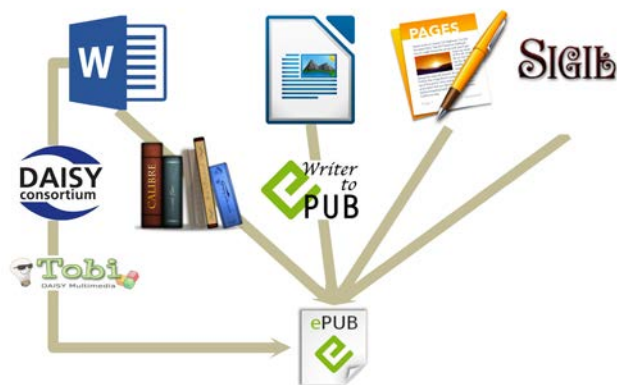 W
PAGES
SIGIL
DAISY
consortium
CALIBRE
Writer
to
PUB
Tobi
DAISY Multimedia
ePUB